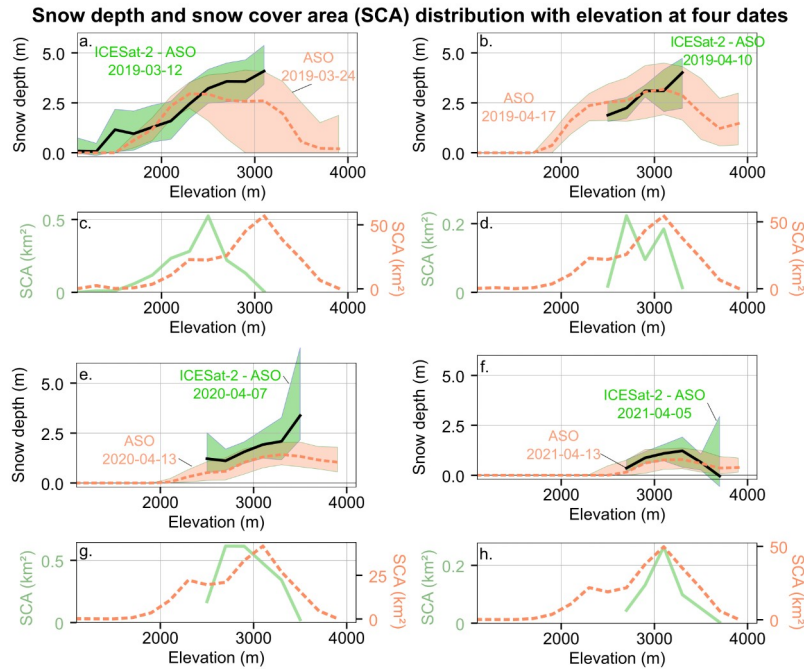 Snow depth and snow cover area (SCA) distribution with elevation at four dates
a.
ICESat-2 - ASO
2019-03-12
ASO
2019-03-24
Snow depth (m)
5.0
2.5
0.0
2000
3000
4000
Elevation (m)
b.
ICESat-2 - ASO
2019-04-10
ASO
2019-04-17
Snow depth (m)
5.0
2.5
0.0
2000
3000
4000
Elevation (m)
c.
SCA (km²)
0.5
0
SCA (km²)
50
0
2000
3000
4000
Elevation (m)
d.
SCA (km²)
0.2
0
SCA (km²)
50
0
2000
3000
4000
Elevation (m)
e.
ICESat-2 - ASO
2020-04-07
ASO
2020-04-13
Snow depth (m)
5.0
2.5
0.0
2000
3000
4000
Elevation (m)
f.
ICESat-2 - ASO
2021-04-05
ASO
2021-04-13
Snow depth (m)
5.0
2.5
0.0
2000
3000
4000
Elevation (m)
g.
SCA (km²)
0.5
0
SCA (km²)
25
0
2000
3000
4000
Elevation (m)
h.
SCA (km²)
0.2
0
SCA (km²)
50
25
0
2000
3000
4000
Elevation (m)